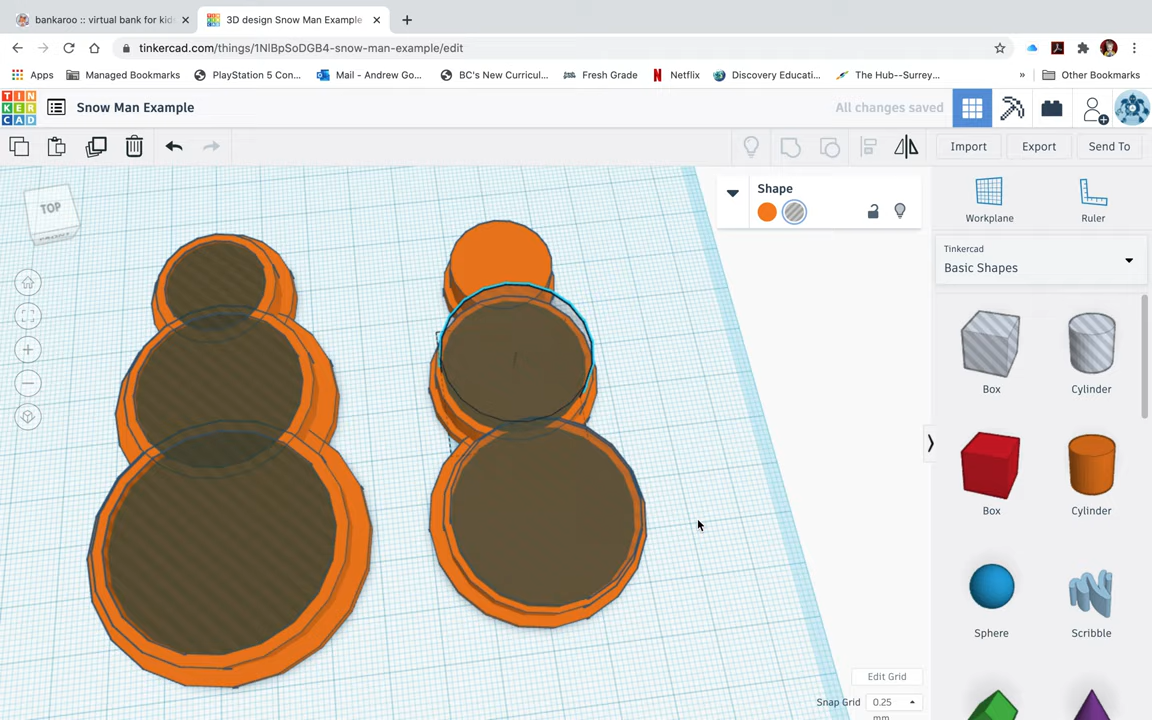 bankaroo :: virtual bank for kid
3D design Snow Man Example
tinkercad.com/things/1NlBpSoDGB4-snow-man-example/edit
Apps
Managed Bookmarks
PlayStation 5 Con...
Mail - Andrew Go...
BC's New Curricul...
Fresh Grade
Netflix
Discovery Educati...
The Hub--Surrey...
»
Other Bookmarks
TIN
KER
CAD
Snow Man Example
All changes saved
Import
Export
Send To
TOP
Shape
Workplane
Ruler
Tinkercad
Basic Shapes
Box
Cylinder
Box
Cylinder
Sphere
Scribble
Edit Grid
Snap Grid 0.25
mm